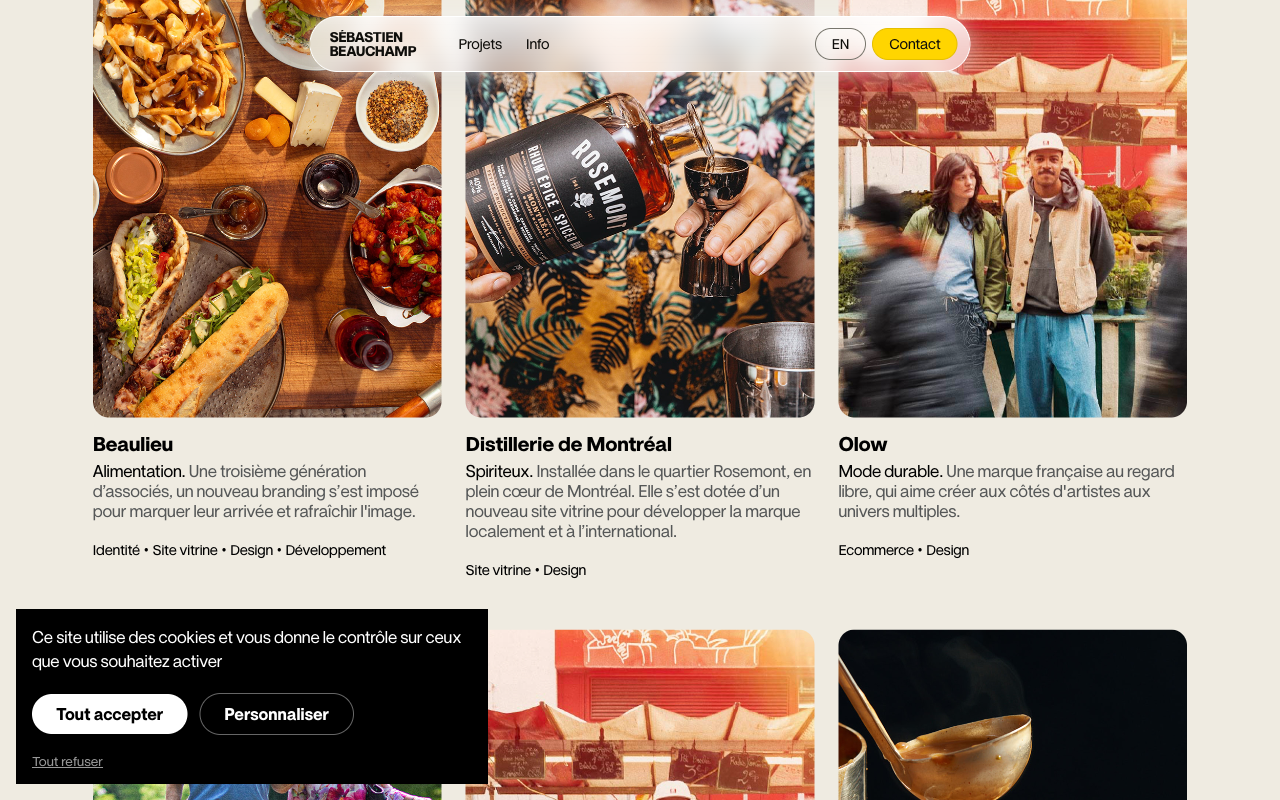 SÉBASTIEN
BEAUCHAMP
Projets
Info
EN
Contact
ROSEMONT
RHUM ÉPICÉ
SPICED
MONTRÉAL
40%
Beaulieu
Alimentation. Une troisième génération
d’associés, un nouveau branding s’est imposé
pour marquer leur arrivée et rafraîchir l'image.
Identité • Site vitrine • Design • Développement
Distillerie de Montréal
Spiriteux. Installée dans le quartier Rosemont, en
plein cœur de Montréal. Elle s’est dotée d’un
nouveau site vitrine pour développer la marque
localement et à l’international.
Site vitrine • Design
Olow
Mode durable. Une marque française au regard
libre, qui aime créer aux côtés d'artistes aux
univers multiples.
Ecommerce • Design
Ce site utilise des cookies et vous donne le contrôle sur ceux
que vous souhaitez activer
Tout accepter
Personnaliser
Tout refuser